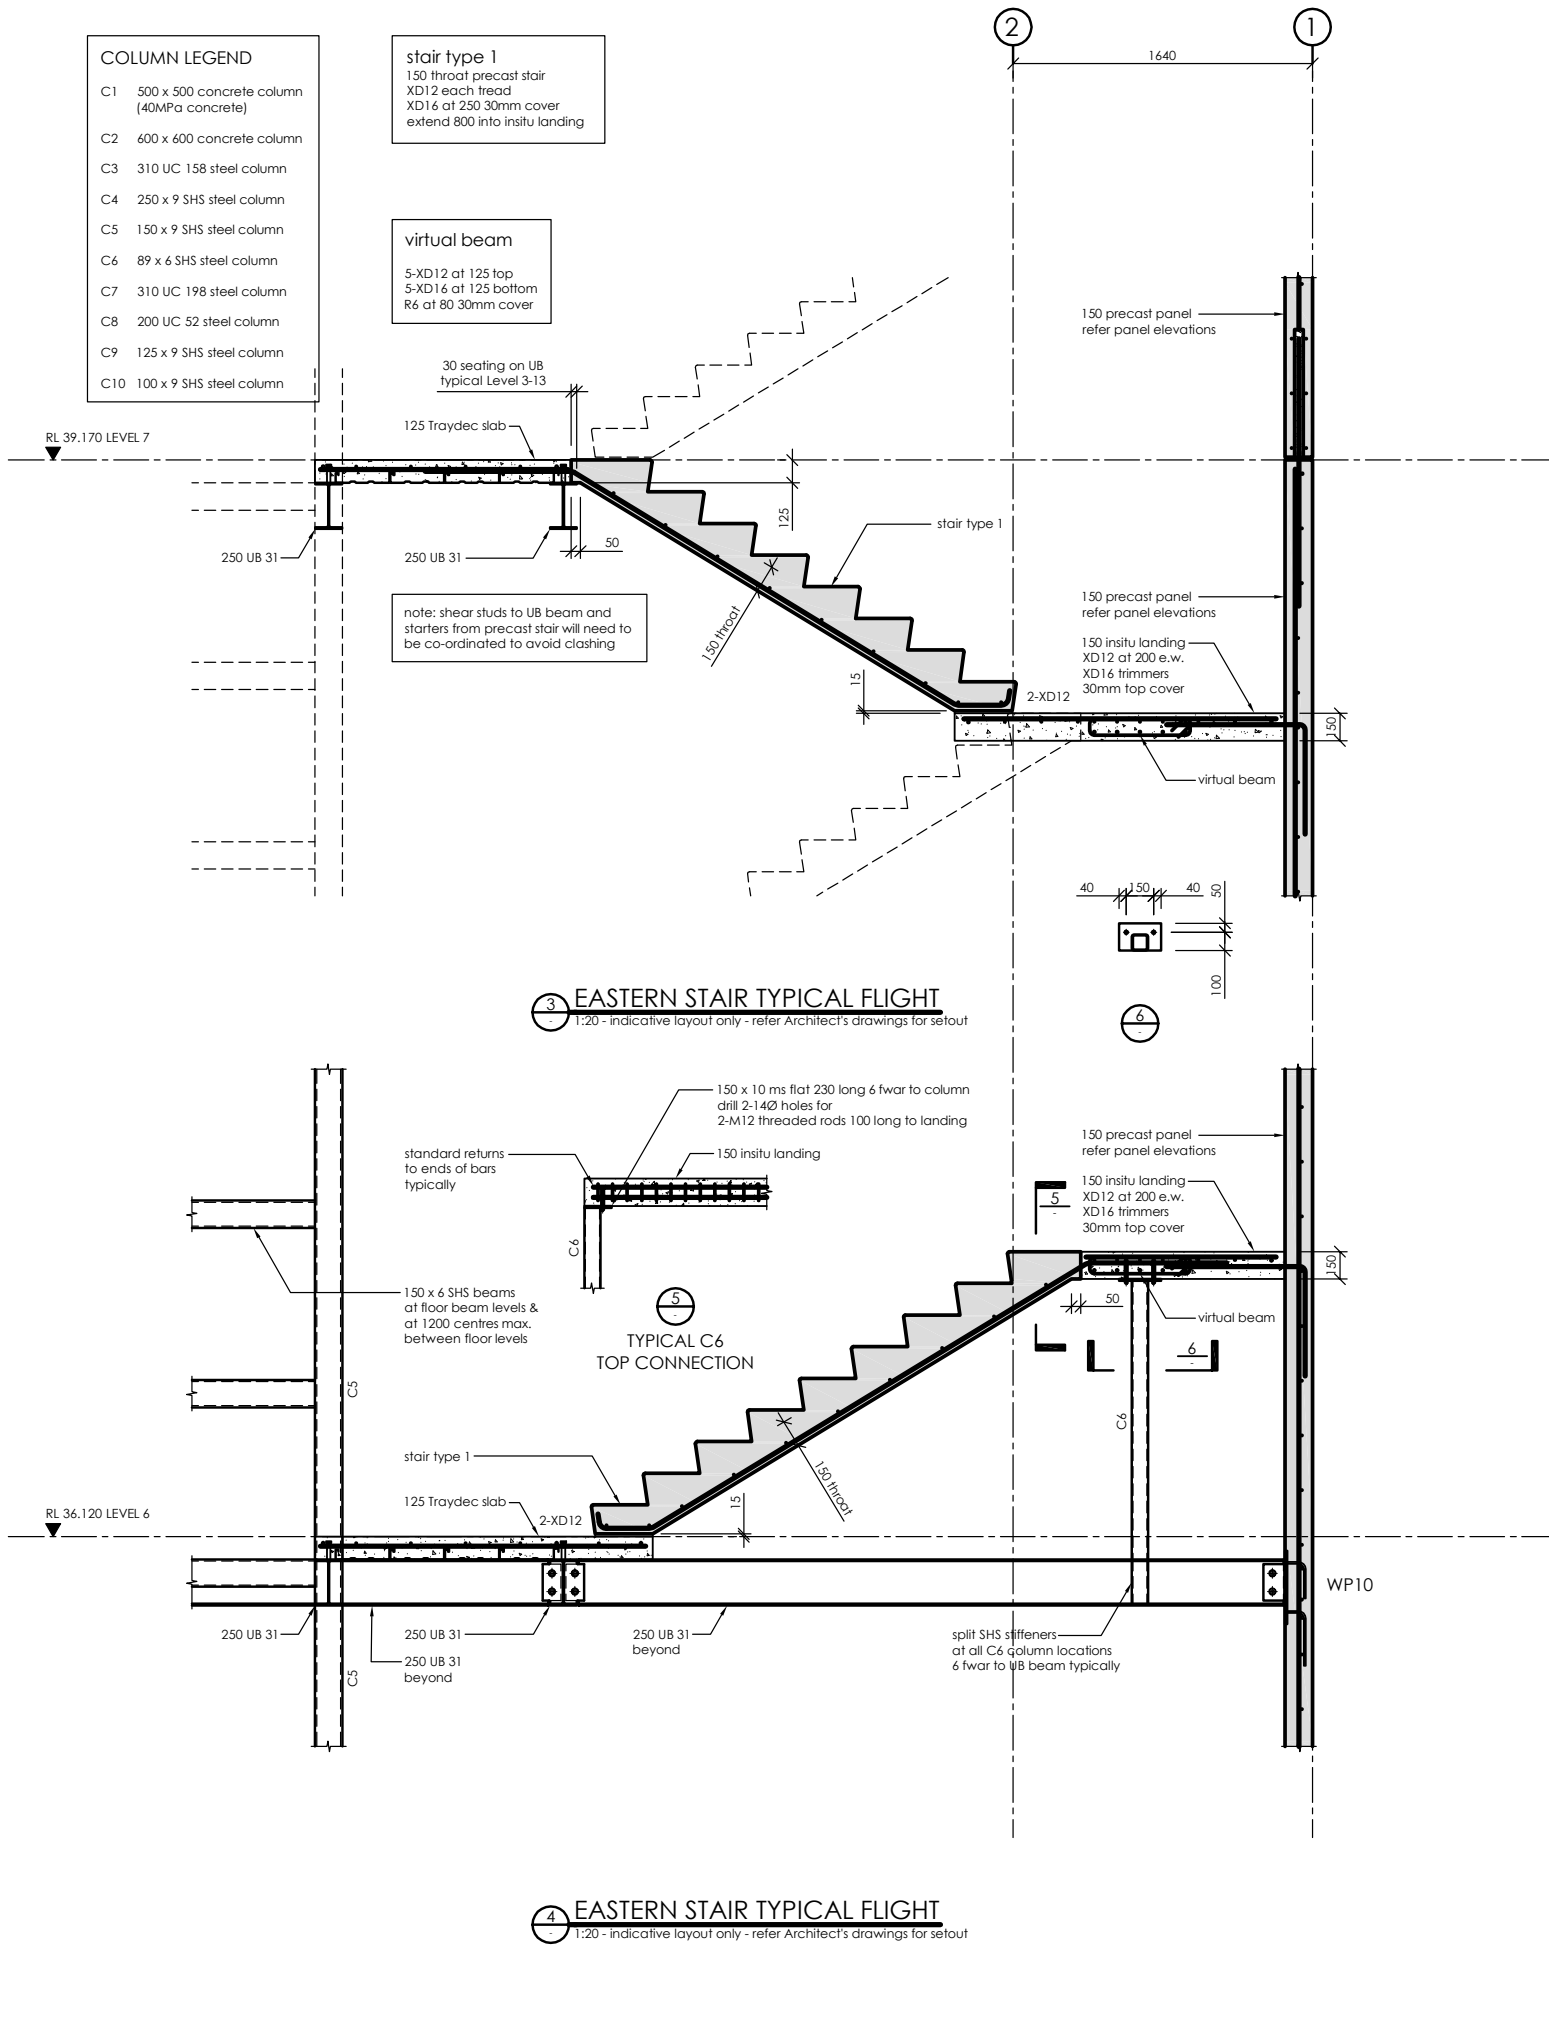 2
1
1640
COLUMN LEGEND
C1 500 x 500 concrete column
(40MPa concrete)
C2 600 x 600 concrete column
C3 310 UC 158 steel column
C4 250 x 9 SHS steel column
C5 150 x 9 SHS steel column
C6 89 x 6 SHS steel column
C7 310 UC 198 steel column
C8 200 UC 52 steel column
C9 125 x 9 SHS steel column
C10 100 x 9 SHS steel column
stair type 1
150 throat precast stair
XD12 each tread
XD16 at 250 30mm cover
extend 800 into insitu landing
virtual beam
5-XD12 at 125 top
5-XD16 at 125 bottom
R6 at 80 30mm cover
30 seating on UB
typical Level 3-13
150 precast panel
refer panel elevations
125 Traydec slab
RL 39.170 LEVEL 7
125
stair type 1
50
250 UB 31
250 UB 31
note: shear studs to UB beam and
starters from precast stair will need to
be co-ordinated to avoid clashing
150 throat
150 precast panel
refer panel elevations
150 insitu landing
XD12 at 200 e.w.
XD16 trimmers
30mm top cover
15
2-XD12
150
virtual beam
40
150
40
50
100
6
-
3
-
EASTERN STAIR TYPICAL FLIGHT
1:20 - indicative layout only - refer Architect's drawings for setout
150 x 10 ms flat 230 long 6 fwar to column
drill 2-14Ø holes for
2-M12 threaded rods 100 long to landing
standard returns
to ends of bars
typically
150 insitu landing
C6
150 precast panel
refer panel elevations
150 insitu landing
XD12 at 200 e.w.
XD16 trimmers
30mm top cover
5
-
150
150 x 6 SHS beams
at floor beam levels &
at 1200 centres max.
between floor levels
5
-
TYPICAL C6
TOP CONNECTION
50
virtual beam
6
-
C5
C6
stair type 1
150 throat
125 Traydec slab
2-XD12
15
RL 36.120 LEVEL 6
WP10
250 UB 31
250 UB 31
250 UB 31
beyond
250 UB 31
beyond
C5
split SHS stiffeners
at all C6 column locations
6 fwar to UB beam typically
4
-
EASTERN STAIR TYPICAL FLIGHT
1:20 - indicative layout only - refer Architect's drawings for setout